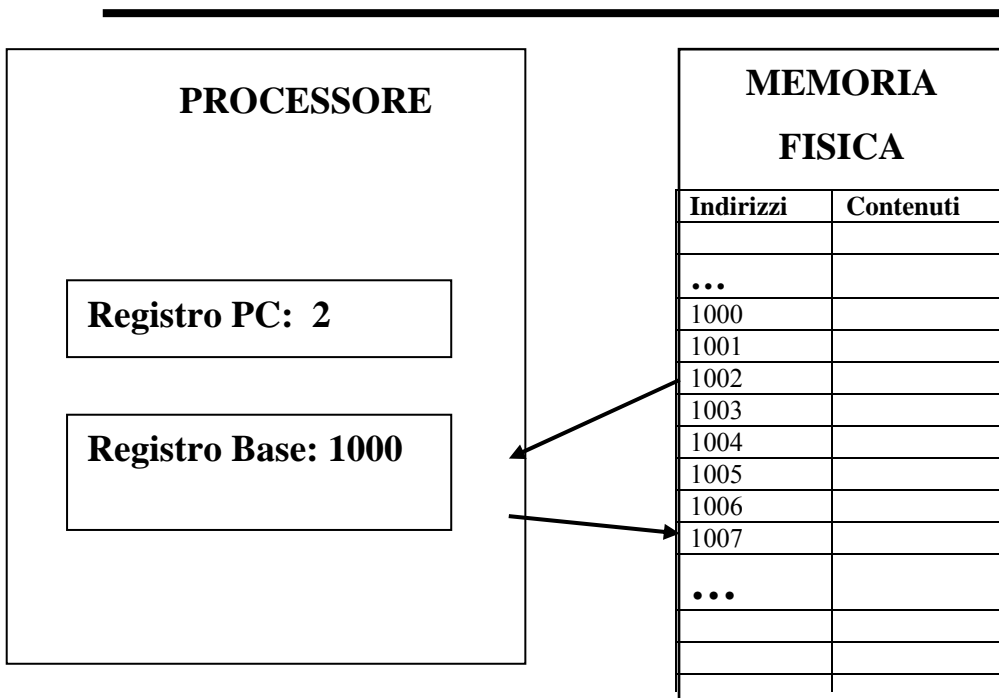 PROCESSORE
Registro PC: 2
Registro Base: 1000
MEMORIA
FISICA
Indirizzi Contenuti
...
1000
1001
1002
1003
1004
1005
1006
1007
...